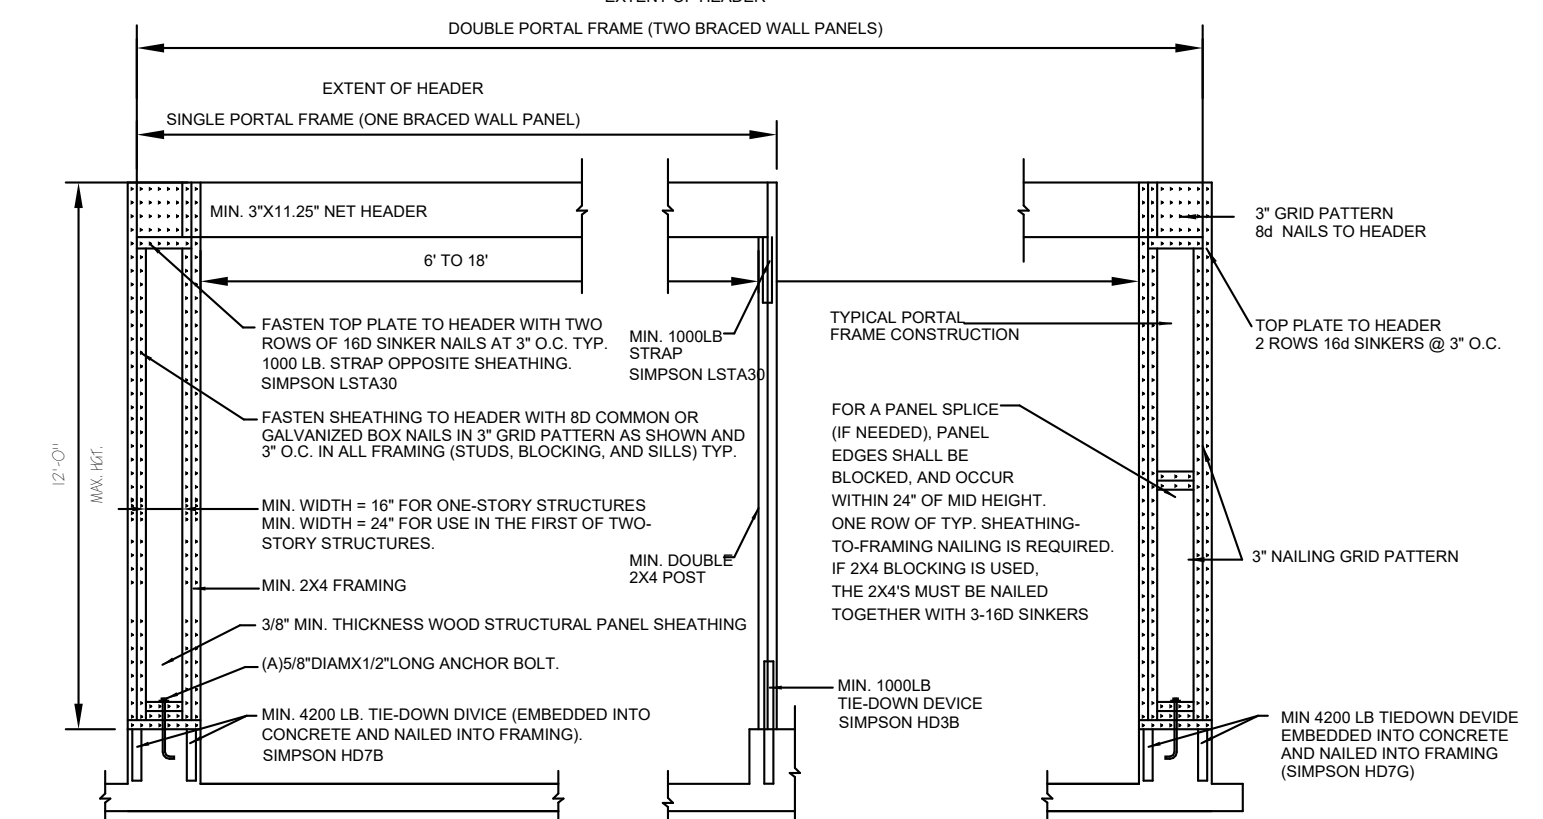 EXTENT OF HEADER
DOUBLE PORTAL FRAME (TWO BRACED WALL PANELS)
EXTENT OF HEADER
SINGLE PORTAL FRAME (ONE BRACED WALL PANEL)
MIN. 3"X11.25" NET HEADER
6' TO 18'
FASTEN TOP PLATE TO HEADER WITH TWO
ROWS OF 16D SINKER NAILS AT 3" O.C. TYP.
1000 LB. STRAP OPPOSITE SHEATHING.
SIMPSON LSTA30
FASTEN SHEATHING TO HEADER WITH 8D COMMON OR
GALVANIZED BOX NAILS IN 3" GRID PATTERN AS SHOWN AND
3" O.C. IN ALL FRAMING (STUDS, BLOCKING, AND SILLS) TYP.
12'-0"
MAX. HGT.
MIN. WIDTH = 16" FOR ONE-STORY STRUCTURES
MIN. WIDTH = 24" FOR USE IN THE FIRST OF TWO-
STORY STRUCTURES.
MIN. 2X4 FRAMING
3/8" MIN. THICKNESS WOOD STRUCTURAL PANEL SHEATHING
(A)5/8"DIAMX1/2"LONG ANCHOR BOLT.
MIN. 4200 LB. TIE-DOWN DIVICE (EMBEDDED INTO
CONCRETE AND NAILED INTO FRAMING).
SIMPSON HD7B
MIN. 1000LB
STRAP
SIMPSON LSTA30
MIN. DOUBLE
2X4 POST
MIN. 1000LB
TIE-DOWN DEVICE
SIMPSON HD3B
TYPICAL PORTAL
FRAME CONSTRUCTION
FOR A PANEL SPLICE
(IF NEEDED), PANEL
EDGES SHALL BE
BLOCKED, AND OCCUR
WITHIN 24" OF MID HEIGHT.
ONE ROW OF TYP. SHEATHING-
TO-FRAMING NAILING IS REQUIRED.
IF 2X4 BLOCKING IS USED,
THE 2X4'S MUST BE NAILED
TOGETHER WITH 3-16D SINKERS
3" GRID PATTERN
8d NAILS TO HEADER
TOP PLATE TO HEADER
2 ROWS 16d SINKERS @ 3" O.C.
3" NAILING GRID PATTERN
MIN 4200 LB TIEDOWN DEVIDE
EMBEDDED INTO CONCRETE
AND NAILED INTO FRAMING
(SIMPSON HD7G)